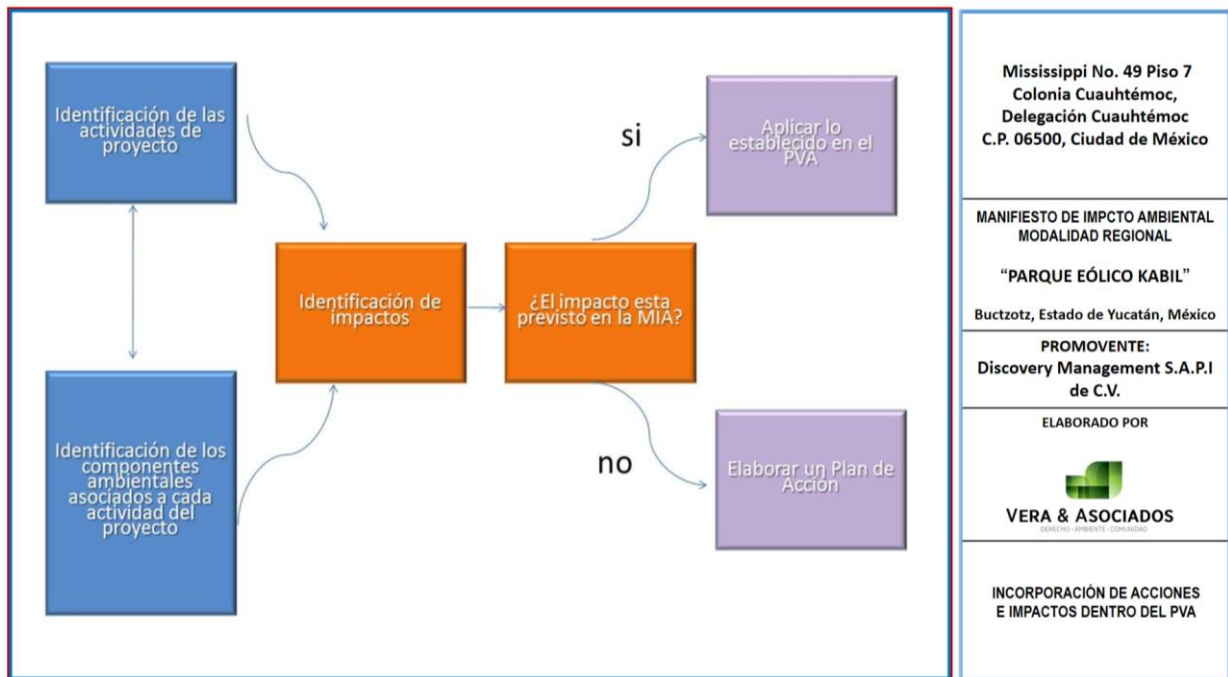 Identificación de las
actividades de
proyecto
si
Aplicar lo
establecido en el
PVA
Identificación de
impactos
¿El impacto esta
previsto en la MIA?
Identificación de los
componentes
ambientales
asociados a cada
actividad del
proyecto
no
Elaborar un Plan de
Acción
Mississippi No. 49 Piso 7
Colonia Cuauhtémoc,
Delegación Cuauhtémoc
C.P. 06500, Ciudad de México
MANIFIESTO DE IMPCTO AMBIENTAL
MODALIDAD REGIONAL
“PARQUE EÓLICO KABIL”
Buctzotz, Estado de Yucatán, México
PROMOVENTE:
Discovery Management S.A.P.I
de C.V.
ELABORADO POR
VERA & ASOCIADOS
DERECHO - AMBIENTE - COMUNIDAD
INCORPORACIÓN DE ACCIONES
E IMPACTOS DENTRO DEL PVA